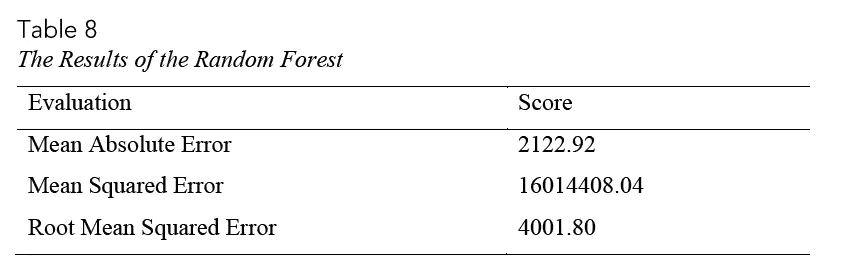 Table 8
The Results of the Random Forest
Evaluation Score
Mean Absolute Error 2122.92
Mean Squared Error 16014408.04
Root Mean Squared Error 4001.80